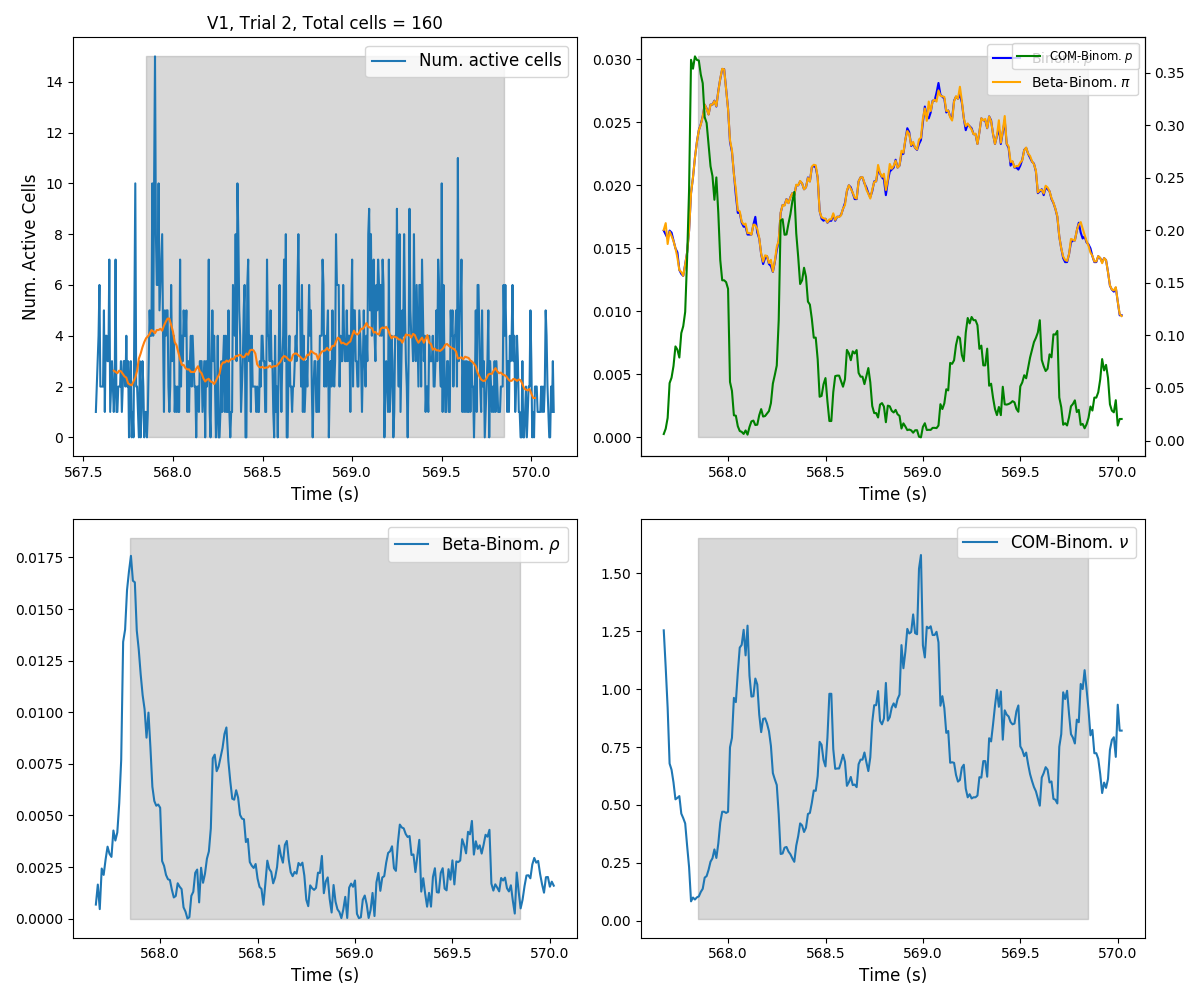 V1, Trial 2, Total cells = 160
Num. active cells
14
12
10
8
6
4
2
0
Num. Active Cells
567.5 568.0 568.5 569.0 569.5 570.0
Time (s)
COM-Binom. p
Beta-Binom. π
0.030
0.025
0.020
0.015
0.010
0.005
0.000
0.35
0.30
0.25
0.20
0.15
0.10
0.05
0.00
568.0 568.5 569.0 569.5 570.0
Time (s)
Beta-Binom. ρ
0.0175
0.0150
0.0125
0.0100
0.0075
0.0050
0.0025
0.0000
568.0 568.5 569.0 569.5 570.0
Time (s)
COM-Binom. ν
1.50
1.25
1.00
0.75
0.50
0.25
0.00
568.0 568.5 569.0 569.5 570.0
Time (s)